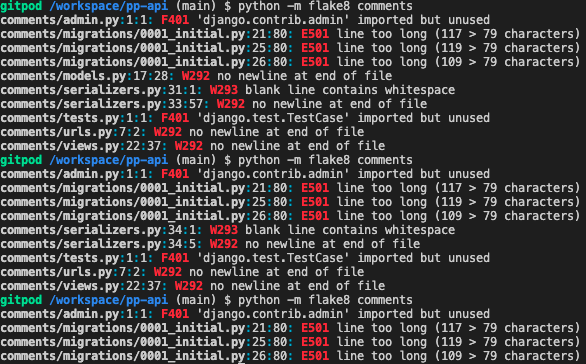 gitpod /workspace/pp-api (main) $ python -m flake8 comments
comments/admin.py:1:1: F401 'django.contrib.admin' imported but unused
comments/migrations/0001_initial.py:21:80: E501 line too long (117 > 79 characters)
comments/migrations/0001_initial.py:25:80: E501 line too long (119 > 79 characters)
comments/migrations/0001_initial.py:26:80: E501 line too long (109 > 79 characters)
comments/models.py:17:28: W292 no newline at end of file
comments/serializers.py:31:1: W293 blank line contains whitespace
comments/serializers.py:33:57: W292 no newline at end of file
comments/tests.py:1:1: F401 'django.test.TestCase' imported but unused
comments/urls.py:7:2: W292 no newline at end of file
comments/views.py:22:37: W292 no newline at end of file
gitpod /workspace/pp-api (main) $ python -m flake8 comments
comments/admin.py:1:1: F401 'django.contrib.admin' imported but unused
comments/migrations/0001_initial.py:21:80: E501 line too long (117 > 79 characters)
comments/migrations/0001_initial.py:25:80: E501 line too long (119 > 79 characters)
comments/migrations/0001_initial.py:26:80: E501 line too long (109 > 79 characters)
comments/serializers.py:34:1: W293 blank line contains whitespace
comments/serializers.py:34:5: W292 no newline at end of file
comments/tests.py:1:1: F401 'django.test.TestCase' imported but unused
comments/urls.py:7:2: W292 no newline at end of file
comments/views.py:22:37: W292 no newline at end of file
gitpod /workspace/pp-api (main) $ python -m flake8 comments
comments/admin.py:1:1: F401 'django.contrib.admin' imported but unused
comments/migrations/0001_initial.py:21:80: E501 line too long (117 > 79 characters)
comments/migrations/0001_initial.py:25:80: E501 line too long (119 > 79 characters)
comments/migrations/0001_initial.py:26:80: E501 line too long (109 > 79 characters)